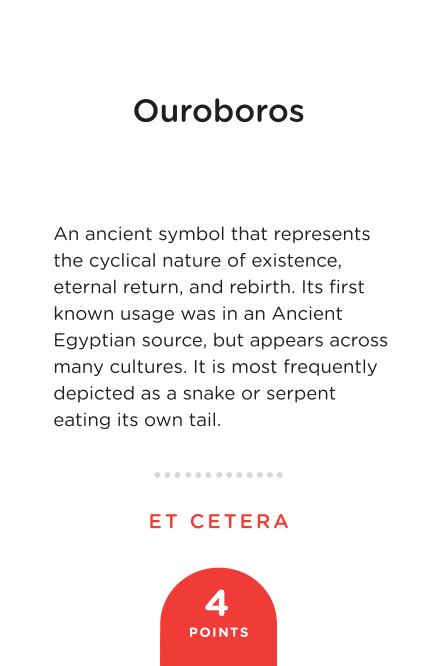 Ouroboros
An ancient symbol that represents
the cyclical nature of existence,
eternal return, and rebirth. Its first
known usage was in an Ancient
Egyptian source, but appears across
many cultures. It is most frequently
depicted as a snake or serpent
eating its own tail.
ET CETERA
4
POINTS